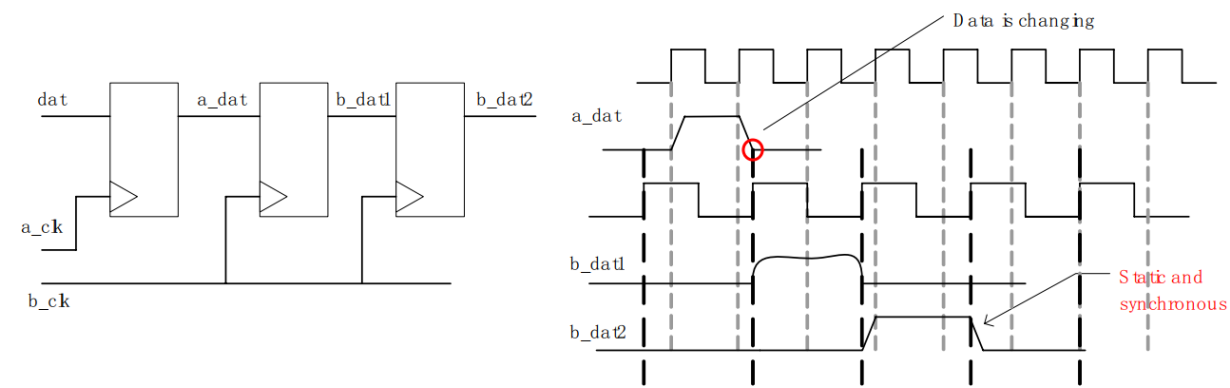 Data is changing
dat
a_dat
b_dat1
b_dat2
a_clk
b_clk
a_dat
b_dat1
b_dat2
Static and
synchronous